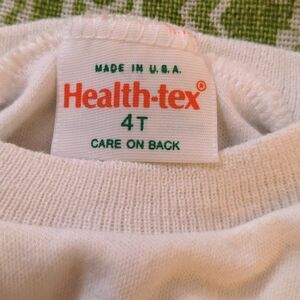 MADE IN U.S.A.
Health-tex®
4T
CARE ON BACK